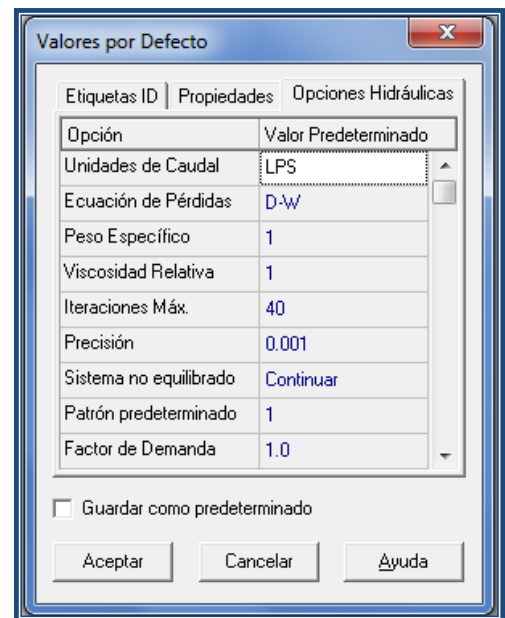 Valores por Defecto
Etiquetas ID Propiedades Opciones Hidráulicas
Opción Valor Predeterminado
Unidades de Caudal LPS
Ecuación de Pérdidas D-W
Peso Específico 1
Viscosidad Relativa 1
Iteraciones Máx. 40
Precisión 0.001
Sistema no equilibrado Continuar
Patrón predeterminado 1
Factor de Demanda 1.0
Guardar como predeterminado
Aceptar Cancelar Ayuda